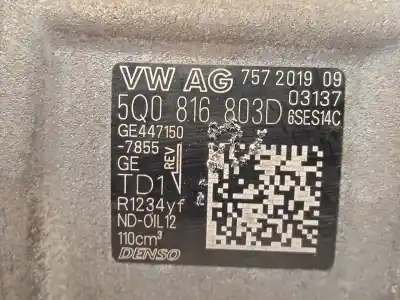 VW AG 757 2019 09
03137
5Q0 816 803D 6SES14C
GE447150
-7855
GE
REV
TD1
R1234yf
ND-OIL12
110cm³
DENSO